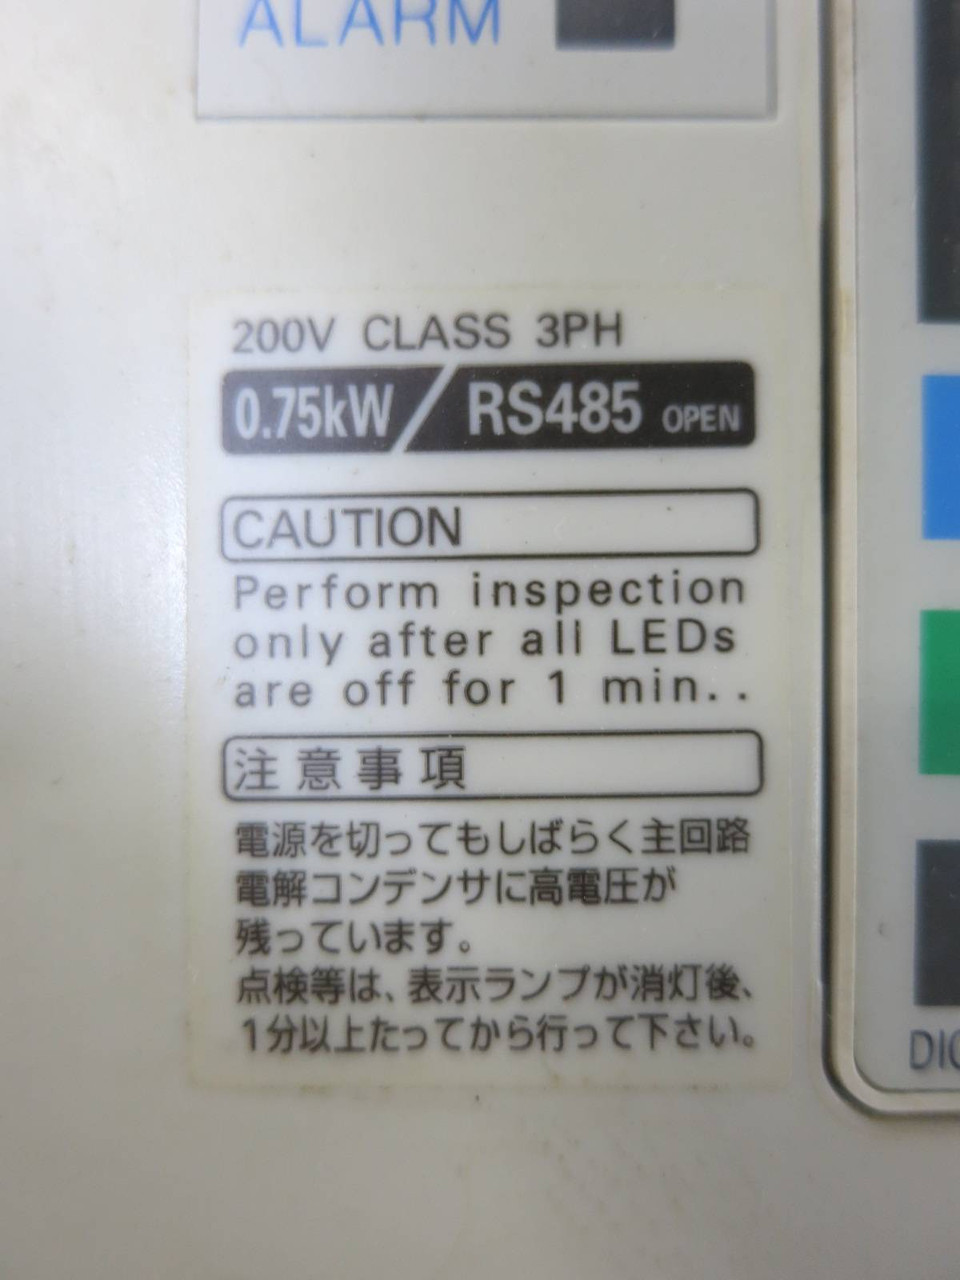 ALARM
200V CLASS 3PH
0.75kW/RS485 OPEN
CAUTION
Perform inspection
only after all LEDs
are off for 1 min..
注意事項
電源を切ってもしばらく主回路
電解コンデンサに高電圧が
残っています。
点検等は、表示ランプが消灯後、
1分以上たってから行って下さい。